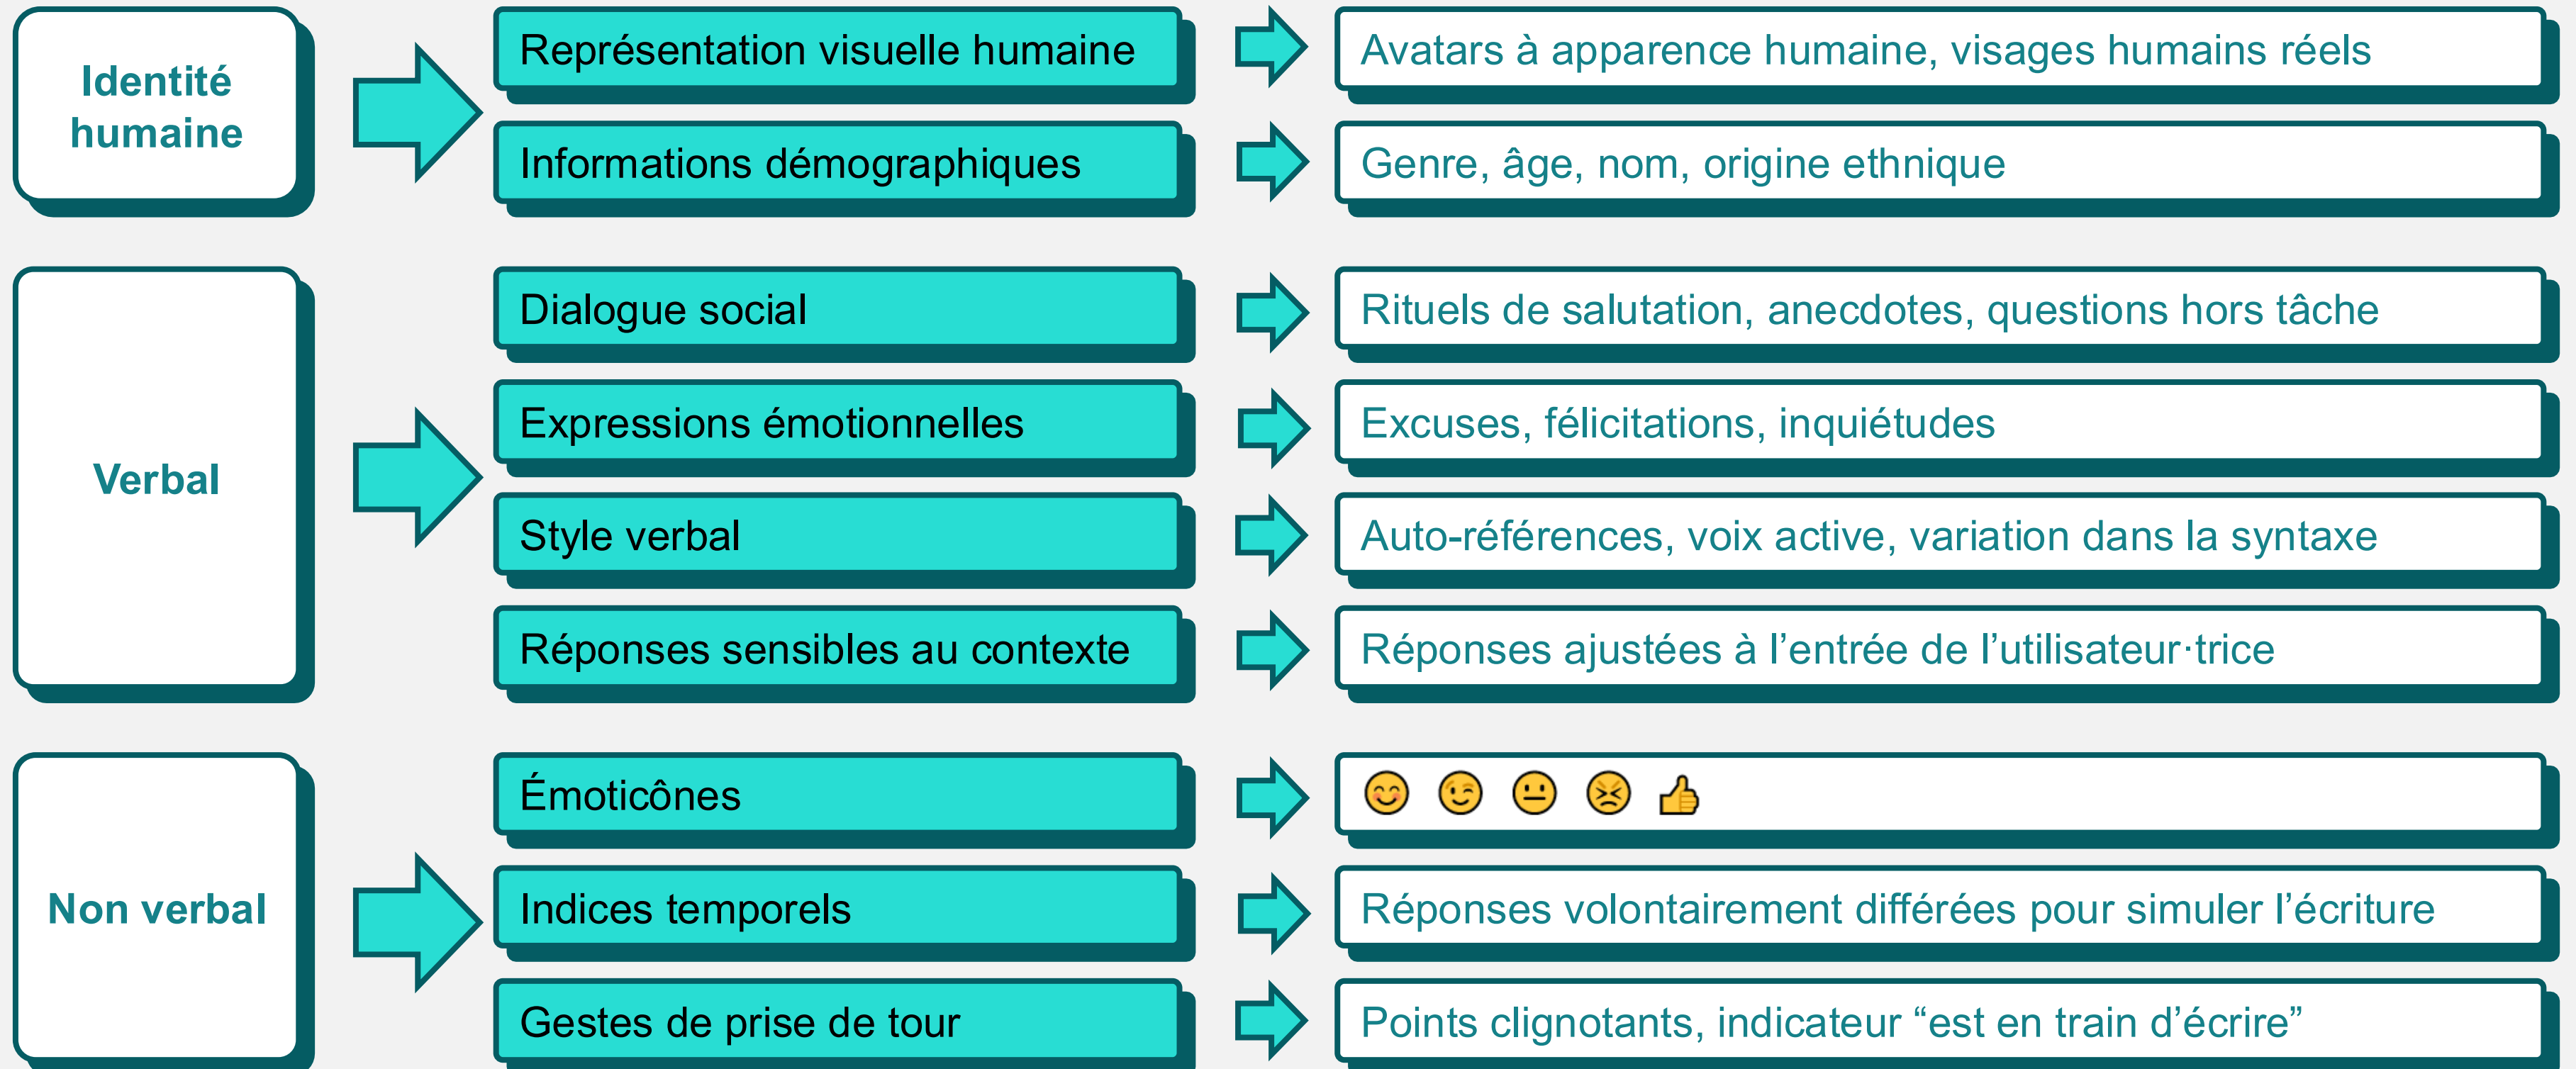 Identité
humaine
Représentation visuelle humaine
Avatars à apparence humaine, visages humains réels
Informations démographiques
Genre, âge, nom, origine ethnique
Verbal
Dialogue social
Rituels de salutation, anecdotes, questions hors tâche
Expressions émotionnelles
Excuses, félicitations, inquiétudes
Style verbal
Auto-références, voix active, variation dans la syntaxe
Réponses sensibles au contexte
Réponses ajustées à l’entrée de l’utilisateur·trice
Non verbal
Émoticônes
😊 😉 😐 😣 👍
Indices temporels
Réponses volontairement différées pour simuler l’écriture
Gestes de prise de tour
Points clignotants, indicateur “est en train d’écrire”